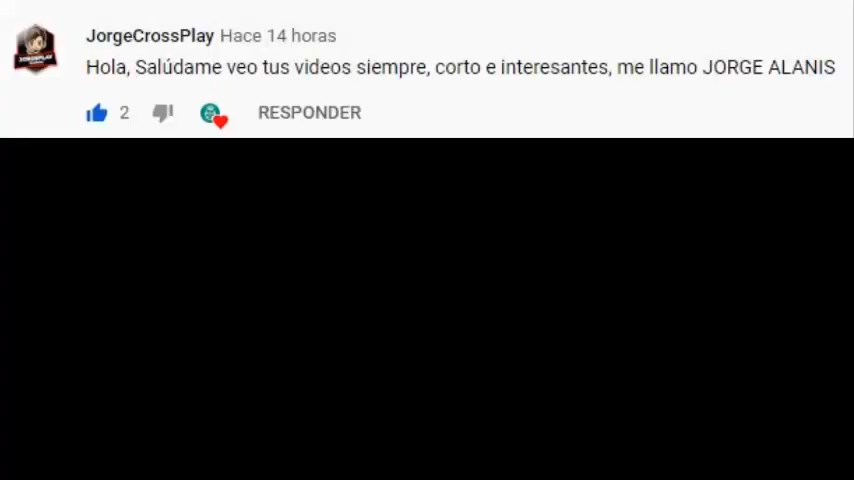 JorgeCrossPlay Hace 14 horas
Hola, Salúdame veo tus videos siempre, corto e interesantes, me llamo JORGE ALANIS
2 RESPONDER